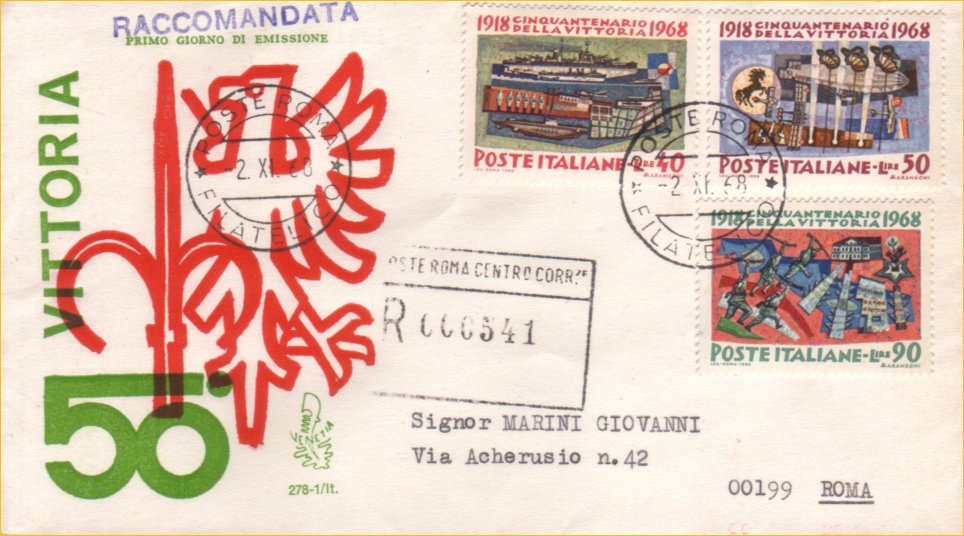 RACCOMANDATA
PRIMO GIORNO DI EMISSIONE
VITTORIA
50°
VENETIA
278-1/It.
POSTE ROMA
-2. XI. 68
FILATELICO
1918 CINQUANTENARIO DELLA VITTORIA 1968
POSTE ITALIANE-LIRE 40
1918 CINQUANTENARIO DELLA VITTORIA 1968
POSTE ITALIANE-LIRE 50
MARANGONI
POSTE ROMA
-2. XI. 68
FILATELICO
1918 CINQUANTENARIO DELLA VITTORIA 1968
POSTE ITALIANE-LIRE 90
MARANGONI
OSTE ROMA CENTRO CORR.ZE
R 000541
Signor MARINI GIOVANNI
Via Acherusio n.42
00199 ROMA